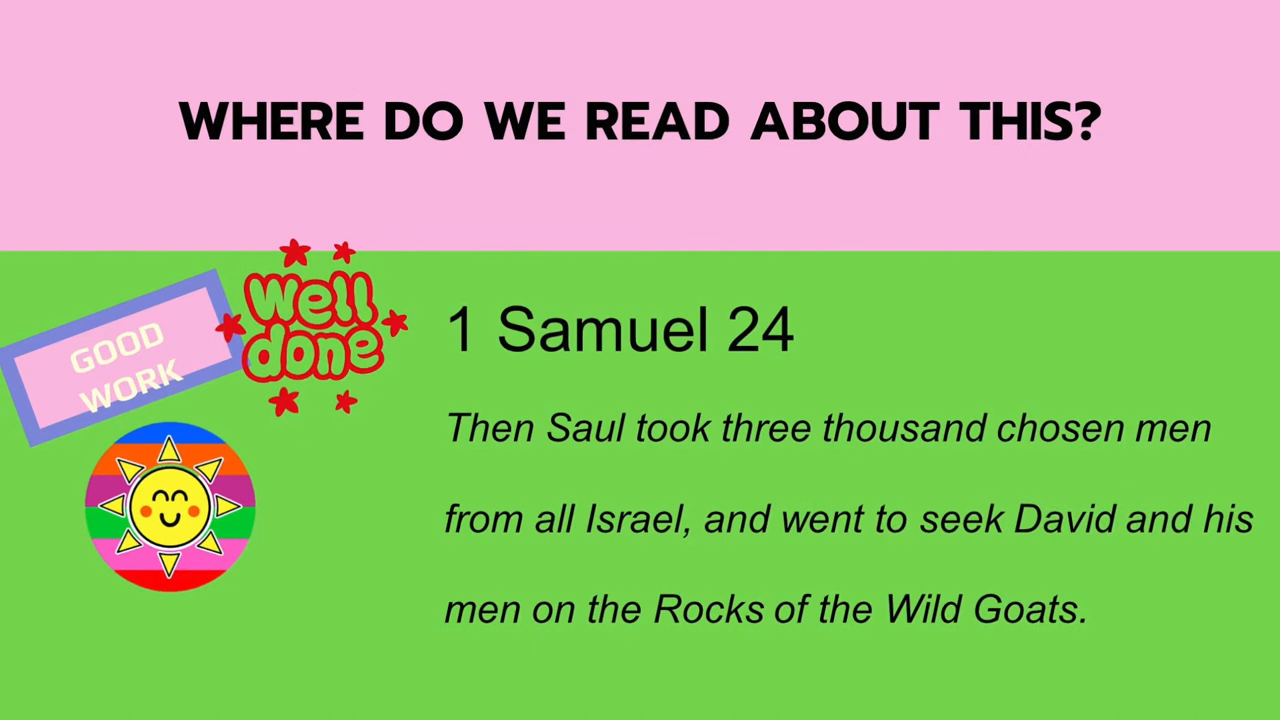 WHERE DO WE READ ABOUT THIS?
GOOD
WORK
well
done
1 Samuel 24
Then Saul took three thousand chosen men
from all Israel, and went to seek David and his
men on the Rocks of the Wild Goats.